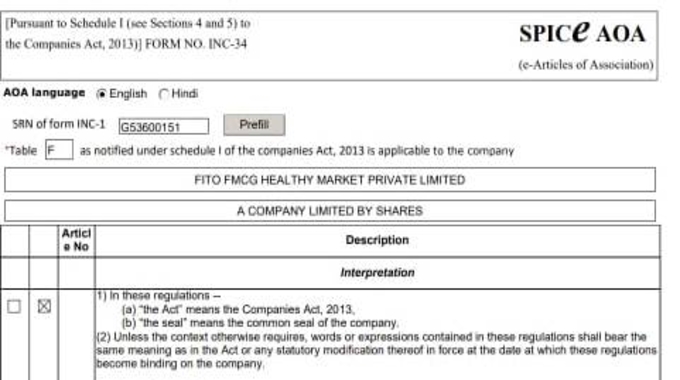 [Pursuant to Schedule I (see Sections 4 and 5) to
the Companies Act, 2013)] FORM NO. INC-34
SPICe AOA
(e-Articles of Association)
AOA language English Hindi
SRN of form INC-1 G53600151 Prefill
*Table F as notified under schedule I of the companies Act, 2013 is applicable to the company
FITO FMCG HEALTHY MARKET PRIVATE LIMITED
A COMPANY LIMITED BY SHARES
Articl
e No
Description
Interpretation
1) In these regulations --
(a) "the Act" means the Companies Act, 2013,
(b) "the seal" means the common seal of the company.
(2) Unless the context otherwise requires, words or expressions contained in these regulations shall bear the
same meaning as in the Act or any statutory modification thereof in force at the date at which these regulations
become binding on the company.